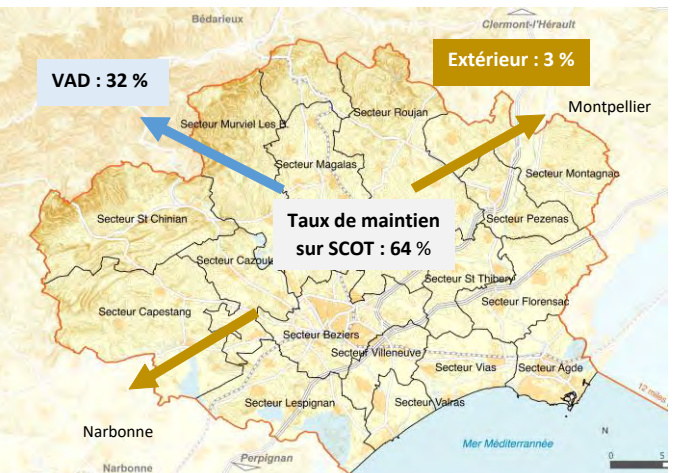 Bédarieux
Clermont-l'Hérault
VAD : 32 %
Extérieur : 3 %
Montpellier
Secteur Murviel Les B.
Secteur Roujan
Secteur Magalas
Secteur Montagnac
Taux de maintien
sur SCOT : 64 %
Secteur St Chinian
Secteur Pezenas
Secteur Cazouls
Secteur St Thibery
Secteur Florensac
Secteur Capestang
Secteur Beziers
Secteur Villeneuve
Secteur Vias
Secteur Agde
12 miles
Secteur Lespignan
Secteur Valras
Narbonne
Mer Méditerranée
N
0 5
Perpignan
Narbonne